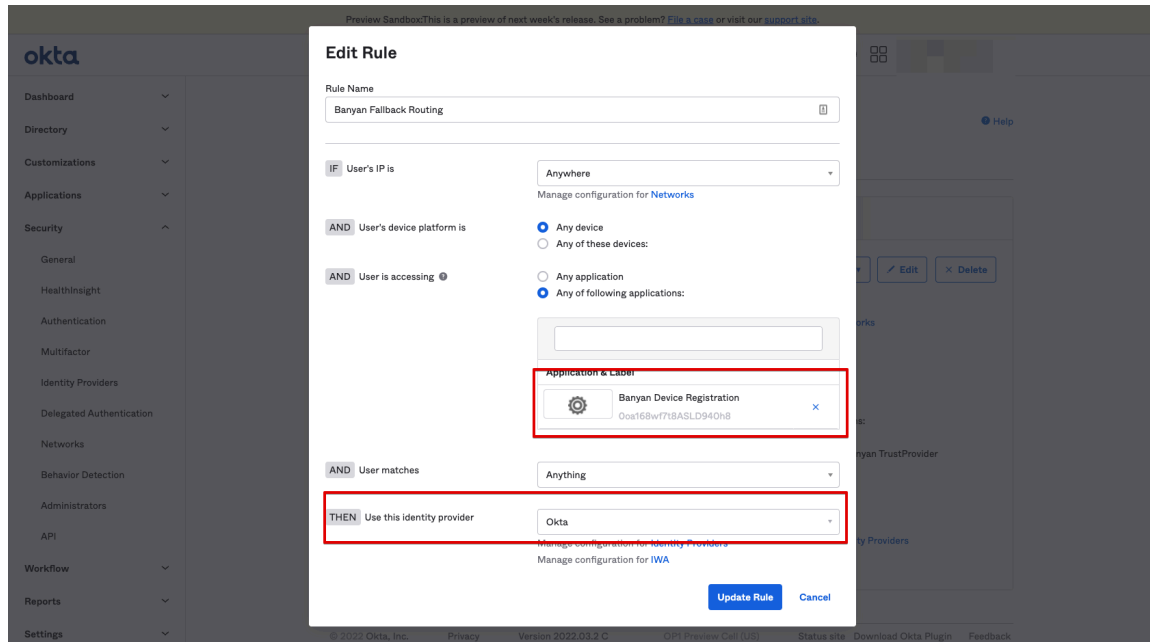 Preview Sandbox:This is a preview of next week's release. See a problem? File a case or visit our support site.
okta
Dashboard
Directory
Customizations
Applications
Security
General
HealthInsight
Authentication
Multifactor
Identity Providers
Delegated Authentication
Networks
Behavior Detection
Administrators
API
Workflow
Reports
Settings
Edit Rule
Rule Name
Banyan Fallback Routing
IF User's IP is
Anywhere
Manage configuration for Networks
AND User's device platform is
Any device
Any of these devices:
AND User is accessing
Any application
Any of following applications:
Application & Label
Banyan Device Registration
0oa168wf7t8ASLD940h8
AND User matches
Anything
THEN Use this identity provider
Okta
Manage configuration for Identity Providers
Manage configuration for IWA
Update Rule Cancel
Help
Edit Delete
TrustProvider
Providers
© 2022 Okta, Inc. Privacy Version 2022.03.2 C OP1 Preview Cell (US) Status site Download Okta Plugin Feedback